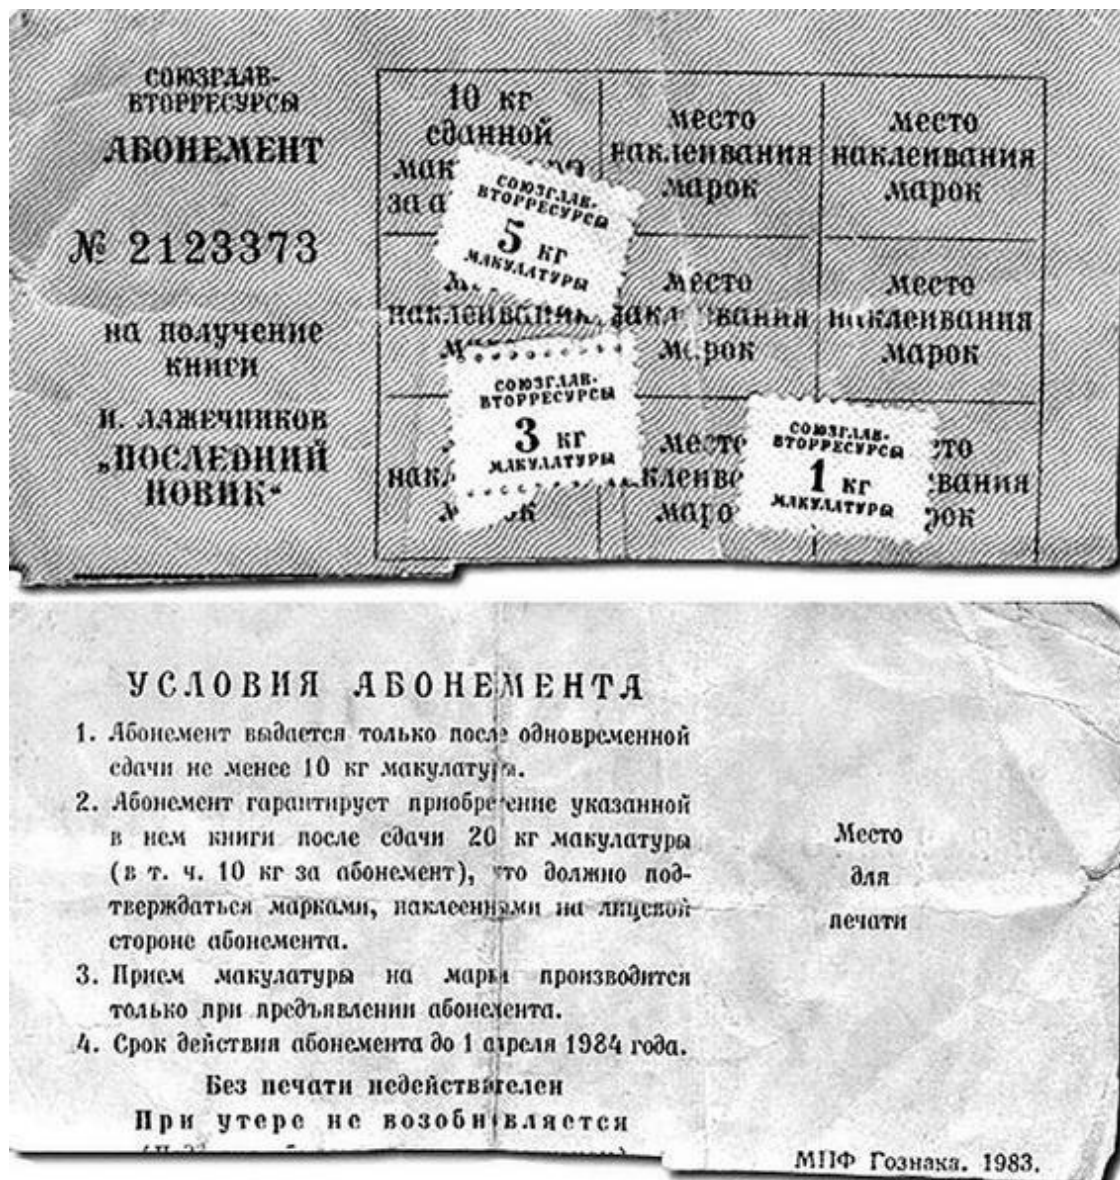 СОЮЗГЛАВ-
ВТОРРЕСУРСЫ
АБОНЕМЕНТ
№ 2123373
на получение
книги
И. ЛАЖЕЧНИКОВ
„ПОСЛЕДНИЙ
НОВИК“
10 кг
сданной
за
место
наклеивания
марок
место
наклеивания
марок
СОЮЗГЛАВ-
ВТОРРЕСУРСЫ
5 кг
МАКУЛАТУРЫ
наклеивания
место
марок
место
наклеивания
марок
СОЮЗГЛАВ-
ВТОРРЕСУРСЫ
3 кг
МАКУЛАТУРЫ
место
СОЮЗГЛАВ-
ВТОРРЕСУРСЫ
1 кг
МАКУЛАТУРЫ
УСЛОВИЯ АБОНЕМЕНТА
1. Абонемент выдается только после одновременной
сдачи не менее 10 кг макулатуры.
2. Абонемент гарантирует приобретение указанной
в нем книги после сдачи 20 кг макулатуры
(в т. ч. 10 кг за абонемент), что должно под-
тверждаться марками, наклеенными на лицевой
стороне абонемента.
3. Прием макулатуры на марки производится
только при предъявлении абонемента.
4. Срок действия абонемента до 1 апреля 1984 года.
Без печати недействителен
При утере не возобновляется
Место
для
печати
МПФ Гознака. 1983.